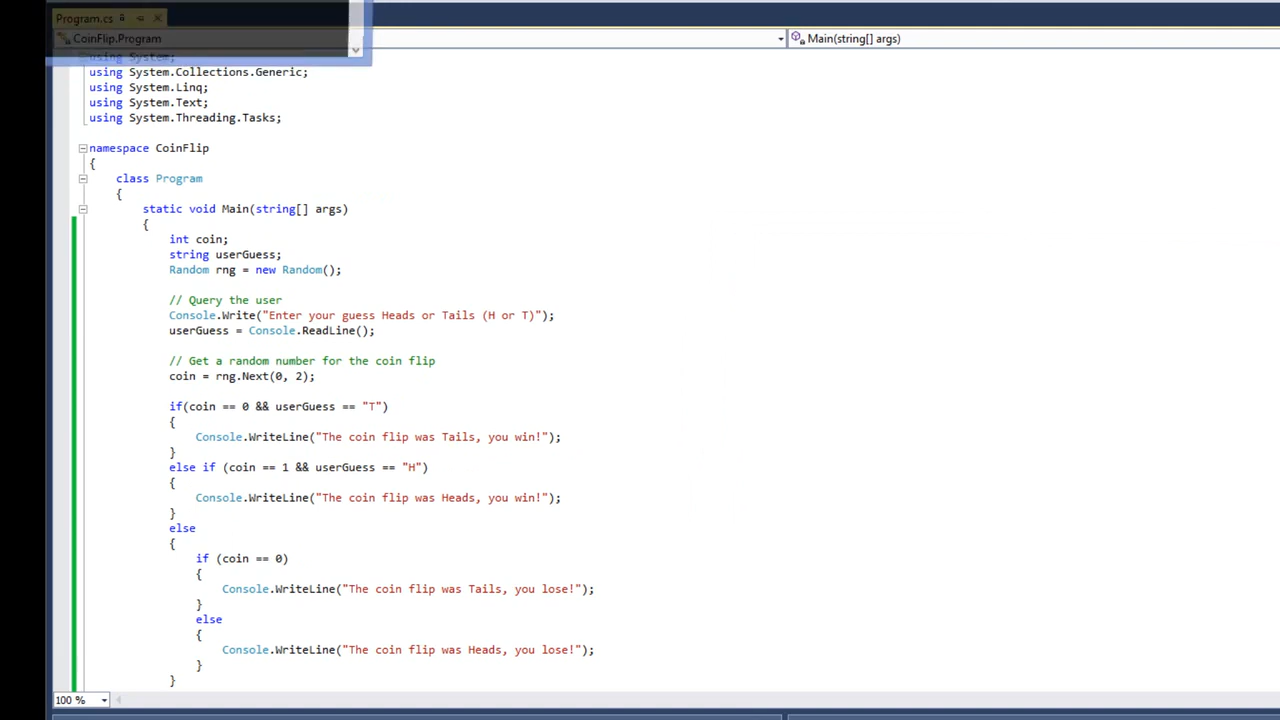 Program.cs
CoinFlip.Program
Main(string[] args)
using System;
using System.Collections.Generic;
using System.Linq;
using System.Text;
using System.Threading.Tasks;
namespace CoinFlip
{
class Program
{
static void Main(string[] args)
{
int coin;
string userGuess;
Random rng = new Random();
// Query the user
Console.Write("Enter your guess Heads or Tails (H or T)");
userGuess = Console.ReadLine();
// Get a random number for the coin flip
coin = rng.Next(0, 2);
if(coin == 0 && userGuess == "T")
{
Console.WriteLine("The coin flip was Tails, you win!");
}
else if (coin == 1 && userGuess == "H")
{
Console.WriteLine("The coin flip was Heads, you win!");
}
else
{
if (coin == 0)
{
Console.WriteLine("The coin flip was Tails, you lose!");
}
else
{
Console.WriteLine("The coin flip was Heads, you lose!");
}
}
100 %